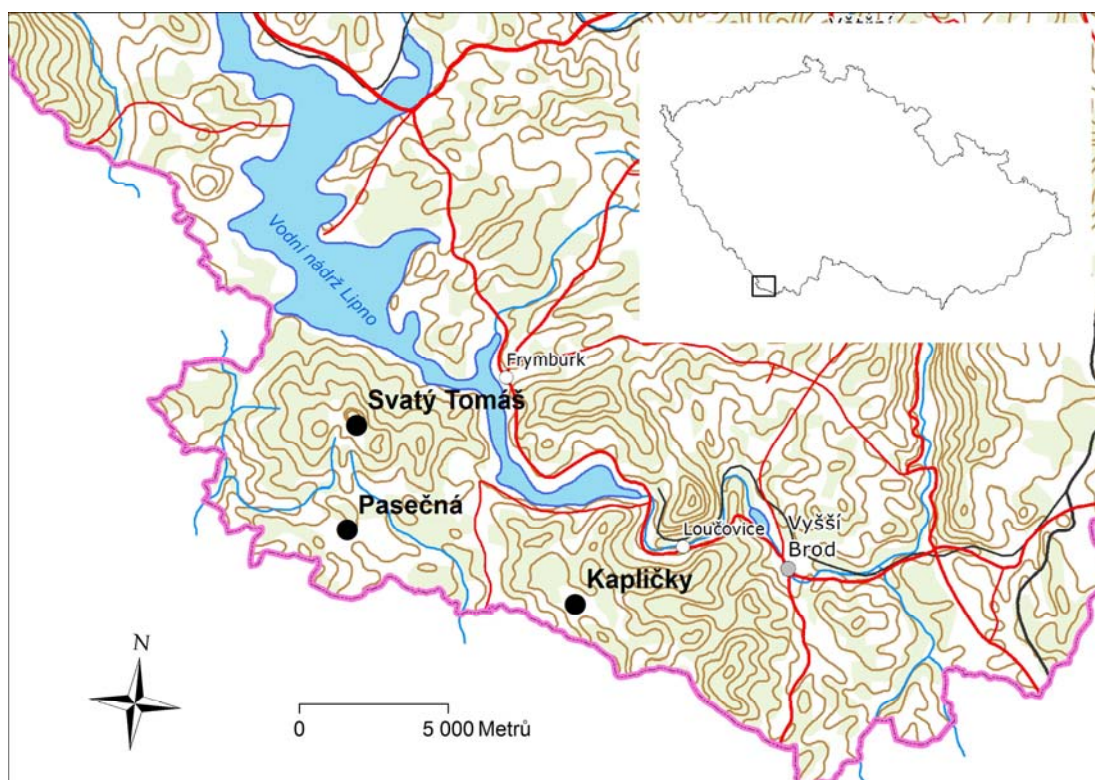 Vodní nádrž Lipno
Frymburk
Svatý Tomáš
Pasečná
Loučovice
Vyšší
Brod
Kapličky
N
0 5 000 Metrů